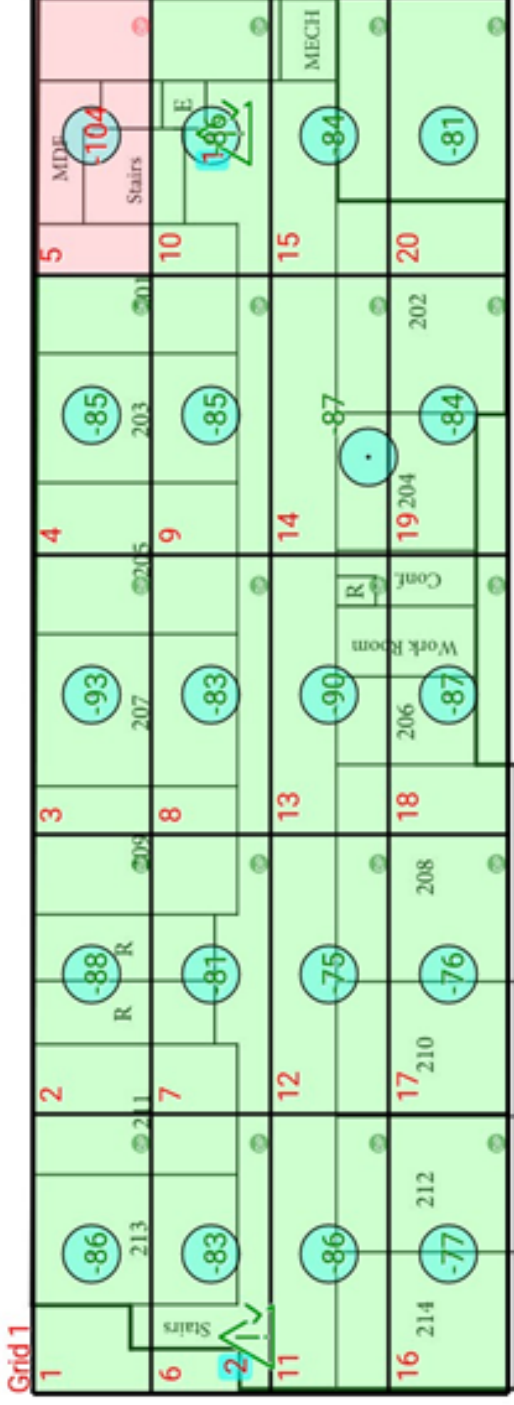 Grid 1
1 2 3 4 5
MDF
-86 -88 -93 -85 -104
R R
213 207 203 Stairs
211 209 205 201
6 7 8 9 10
Stairs E
-83 -81 -83 -85 -86
2 1
11 12 13 14 15
MECH
-86 -75 -90 -87 -84
R
16 17 18 19 20
206 204
Work Room Conf.
214 212 210 208 202
-77 -76 -87 -84 -81